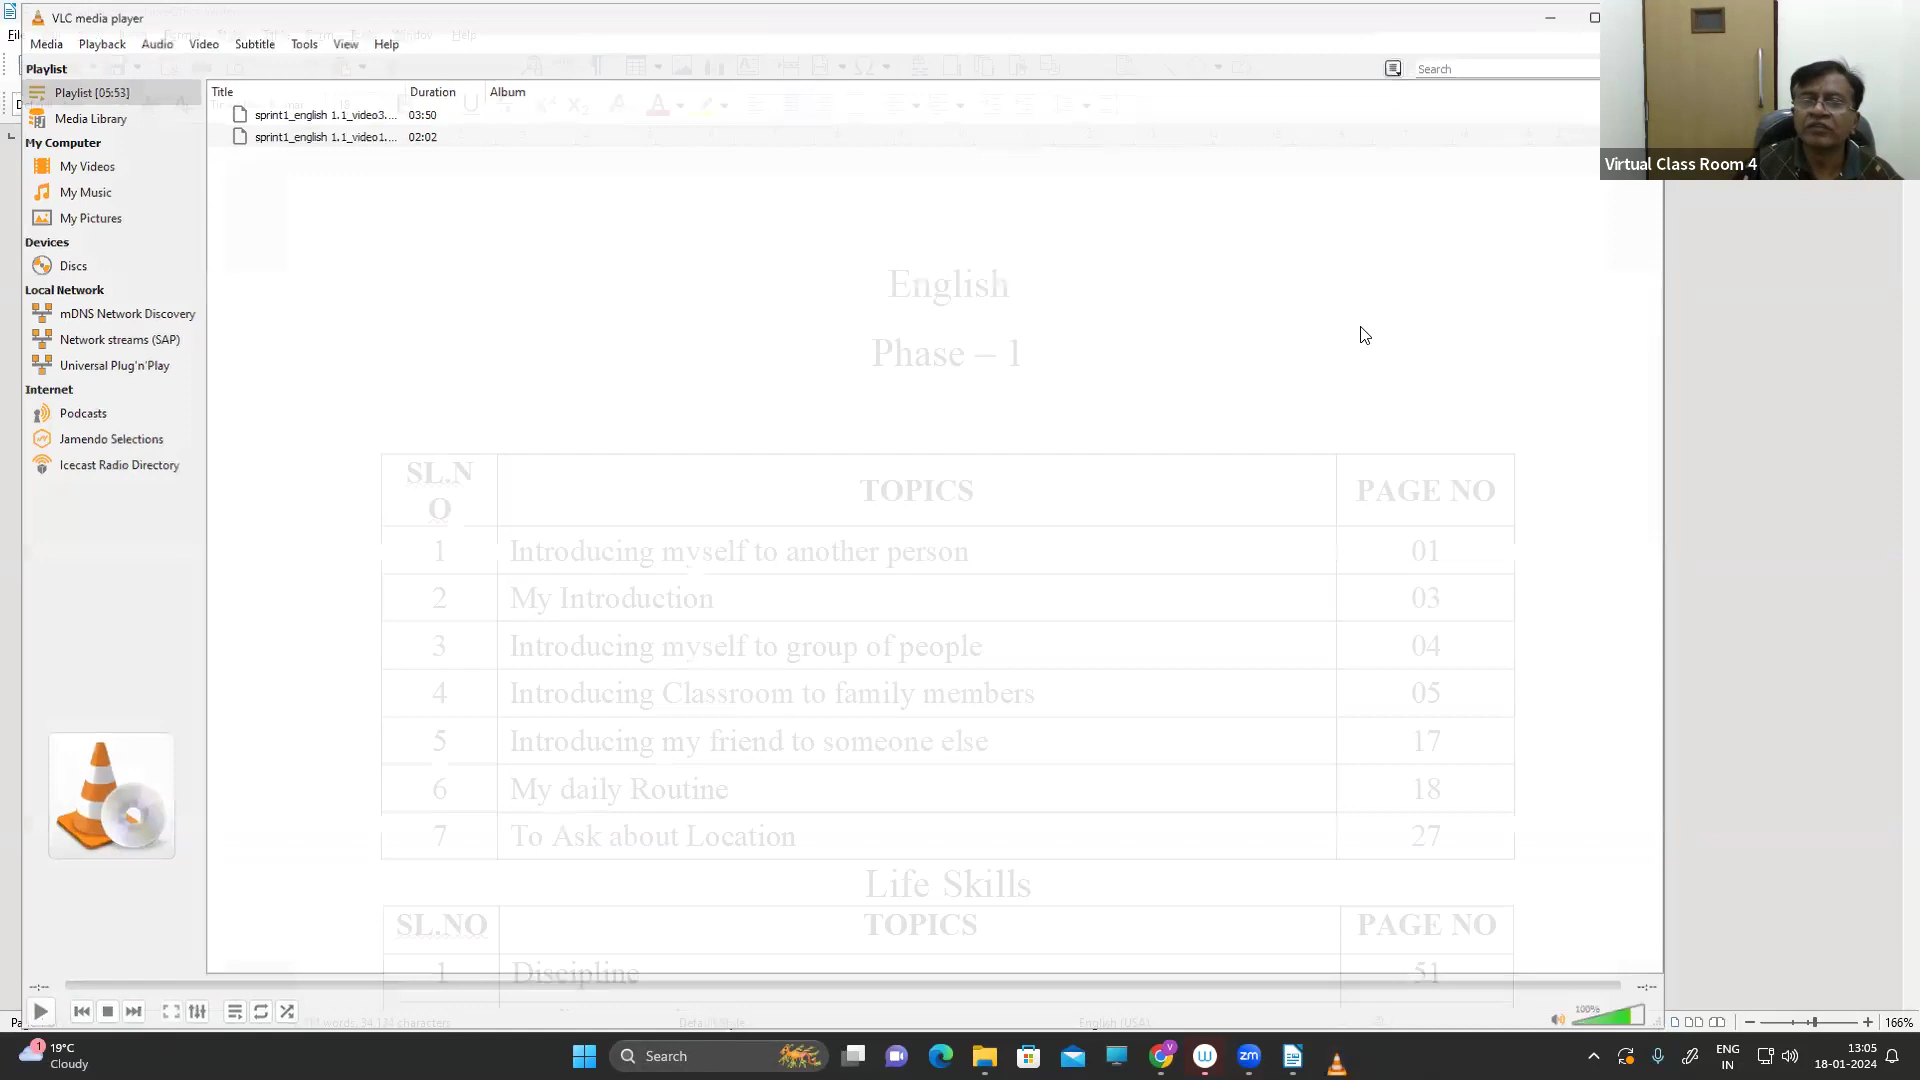 VLC media player
Media Playback Audio Video Subtitle Tools View Help
Playlist
Search
Playlist [05:53]
Title Duration Album
sprint1_english 1.1_video3.... 03:50
Media Library
sprint1_english 1.1_video1.... 02:02
My Computer
My Videos
My Music
My Pictures
Devices
Discs
Local Network
mDNS Network Discovery
Network streams (SAP)
Universal Plug'n'Play
Internet
Podcasts
Jamendo Selections
Icecast Radio Directory
Virtual Class Room 4
English
Phase – 1
SL.N
O TOPICS PAGE NO
1 Introducing myself to another person 01
2 My Introduction 03
3 Introducing myself to group of people 04
4 Introducing Classroom to family members 05
5 Introducing my friend to someone else 17
6 My daily Routine 18
7 To Ask about Location 27
Life Skills
SL.NO TOPICS PAGE NO
1 Discipline 51
--:-- --:--
100%
English (USA)
166%
19°C
Cloudy
Search
ENG
IN
13:05
18-01-2024